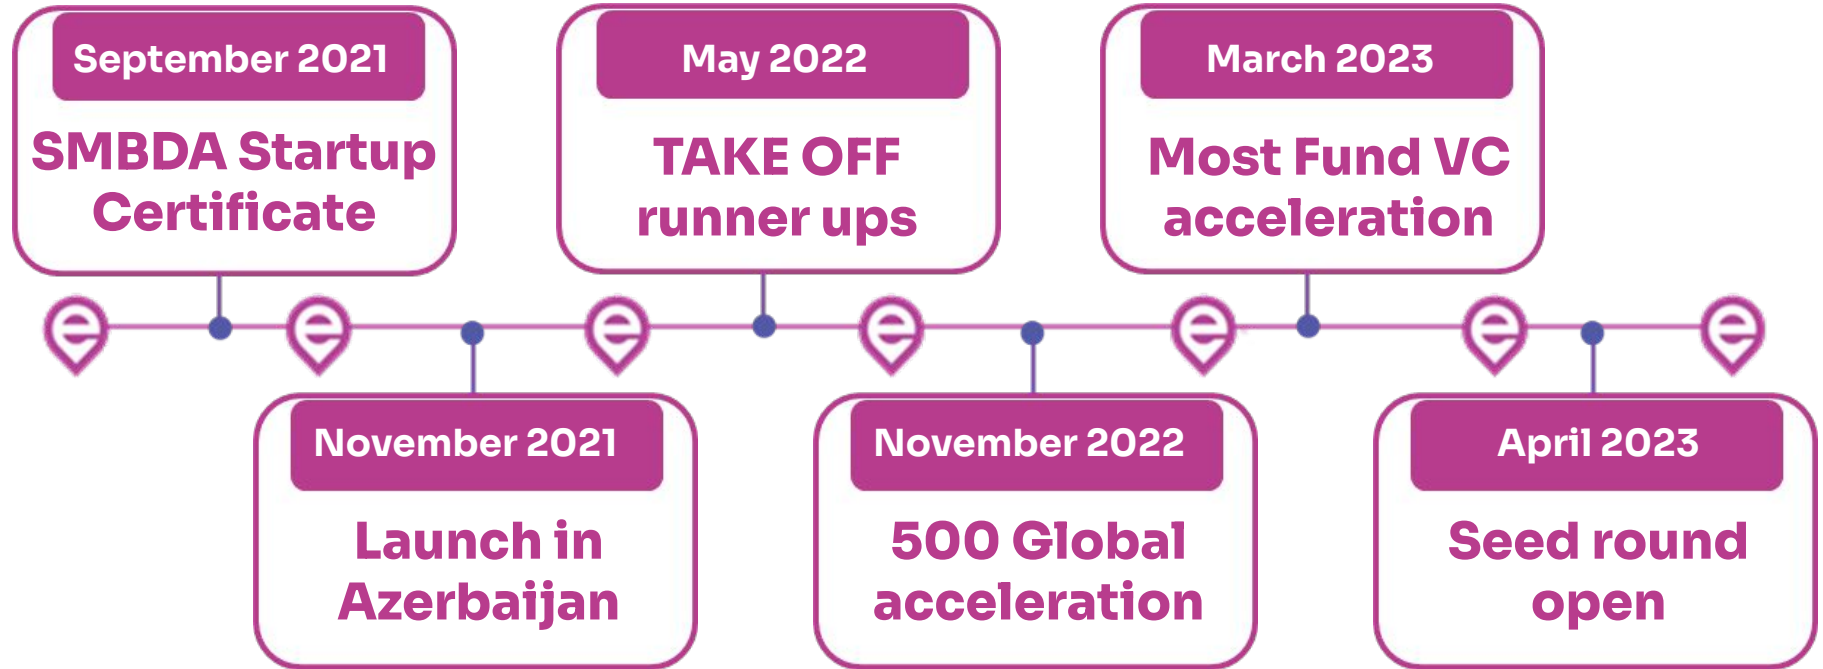 September 2021
SMBDA Startup
Certificate
November 2021
Launch in
Azerbaijan
May 2022
TAKE OFF
runner ups
November 2022
500 Global
acceleration
March 2023
Most Fund VC
acceleration
April 2023
Seed round
open